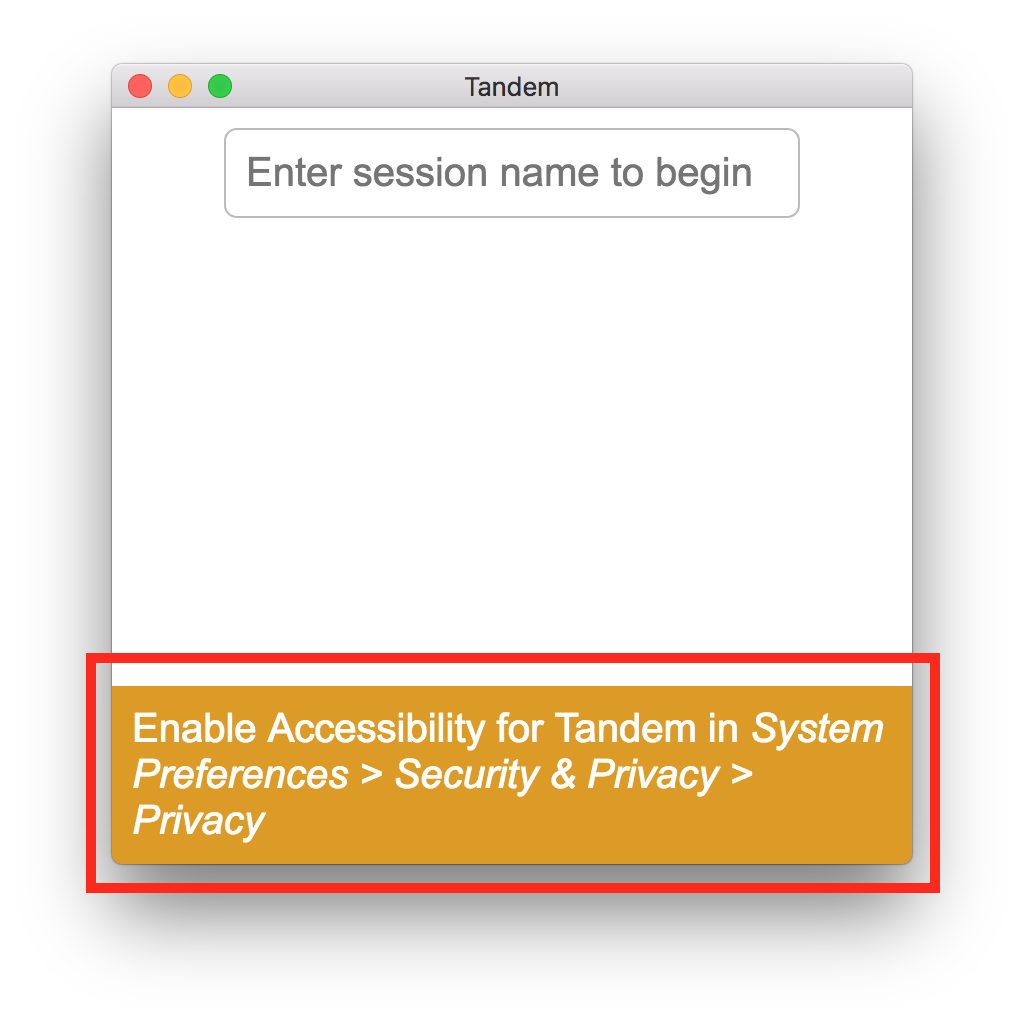 Tandem
Enter session name to begin
Enable Accessibility for Tandem in System
Preferences > Security & Privacy >
Privacy